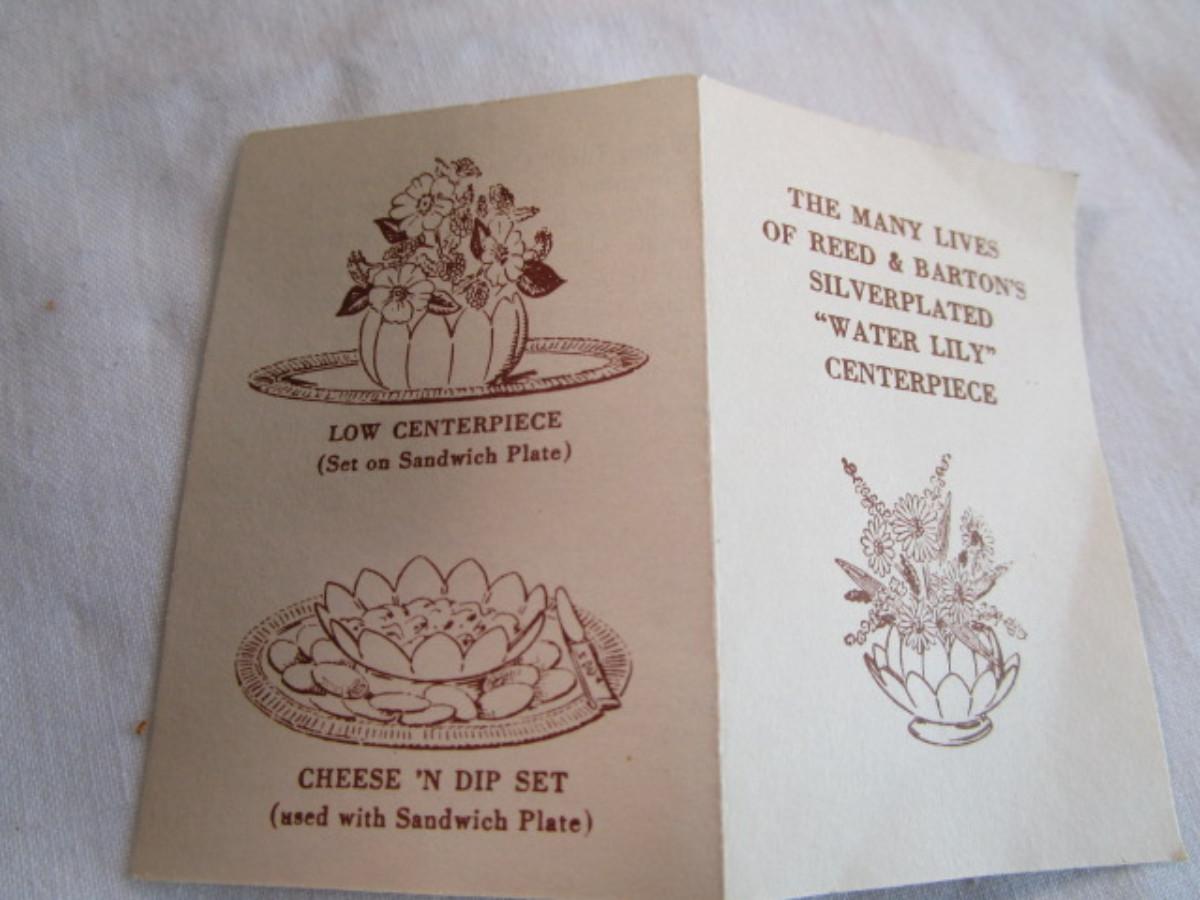 LOW CENTERPIECE
(Set on Sandwich Plate)
CHEESE 'N DIP SET
(used with Sandwich Plate)
THE MANY LIVES
OF REED & BARTON'S
SILVERPLATED
"WATER LILY"
CENTERPIECE